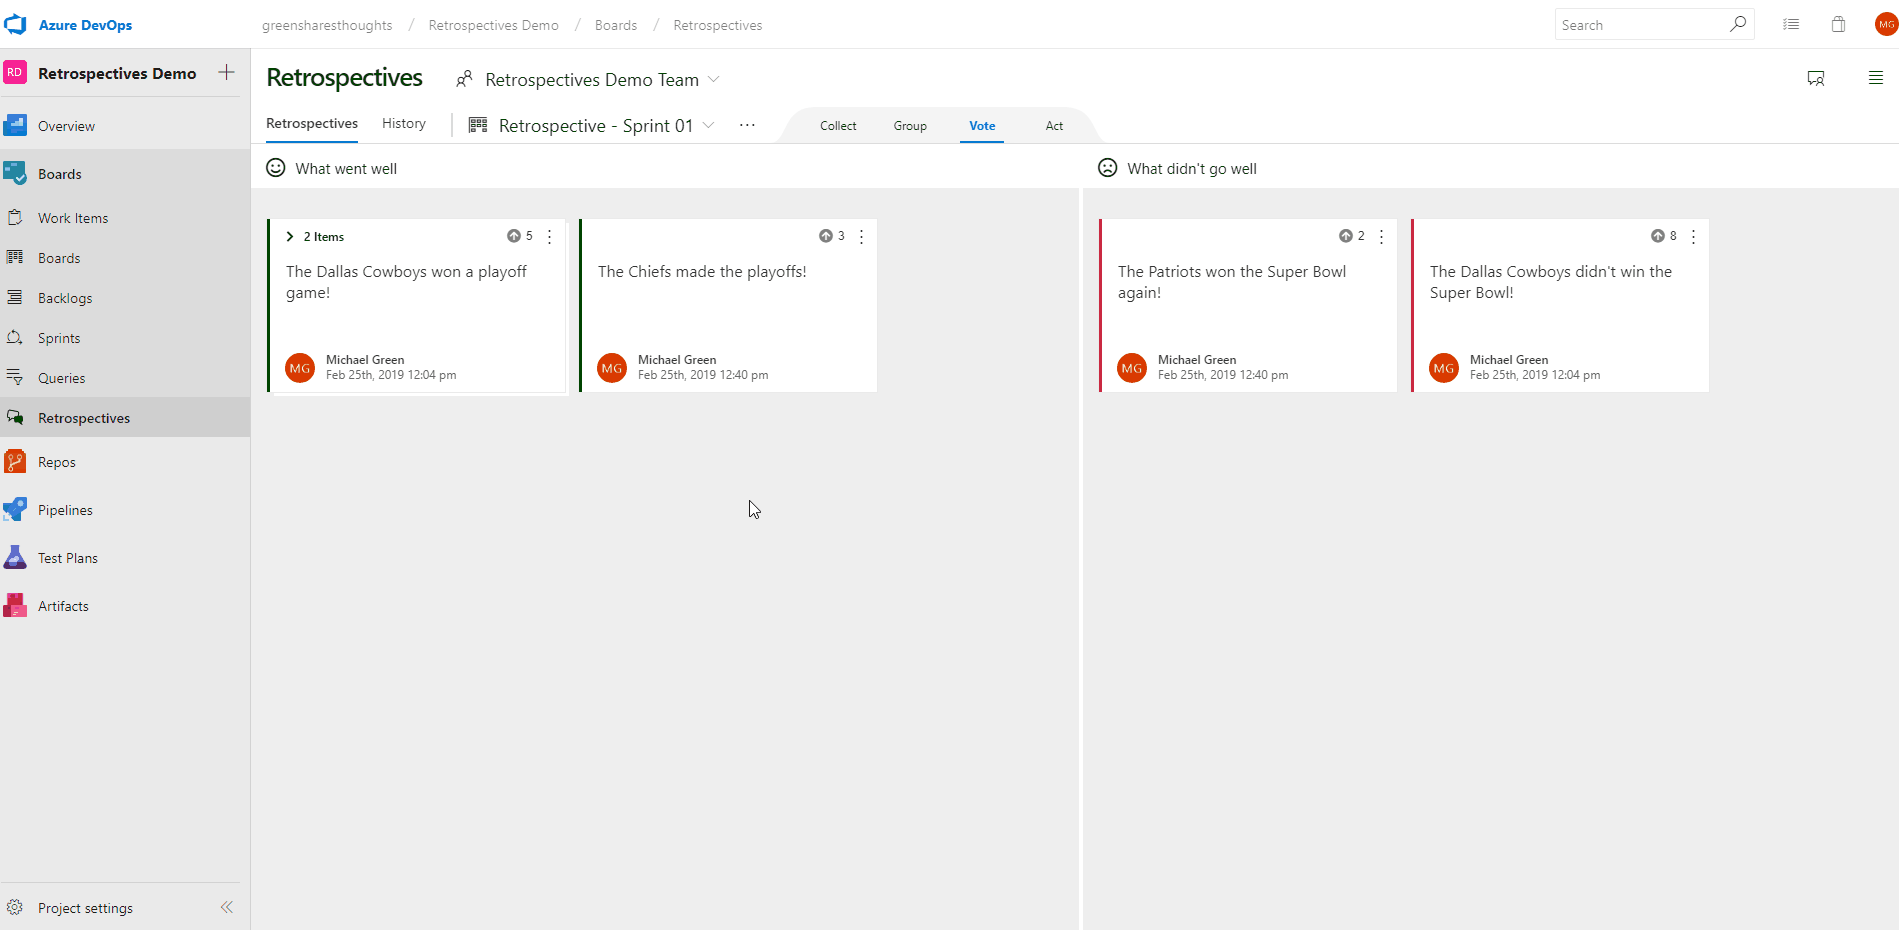 Azure DevOps
greensharesthoughts / Retrospectives Demo / Boards / Retrospectives
Search
MG
RD Retrospectives Demo
Overview
Boards
Work Items
Boards
Backlogs
Sprints
Queries
Retrospectives
Repos
Pipelines
Test Plans
Artifacts
Project settings
Retrospectives Retrospectives Demo Team
Retrospectives History Retrospective - Sprint 01 ... Collect Group Vote Act
What went well
2 Items 5
The Dallas Cowboys won a playoff
game!
MG Michael Green
Feb 25th, 2019 12:04 pm
3
The Chiefs made the playoffs!
MG Michael Green
Feb 25th, 2019 12:40 pm
What didn't go well
2
The Patriots won the Super Bowl
again!
MG Michael Green
Feb 25th, 2019 12:40 pm
8
The Dallas Cowboys didn't win the
Super Bowl!
MG Michael Green
Feb 25th, 2019 12:04 pm